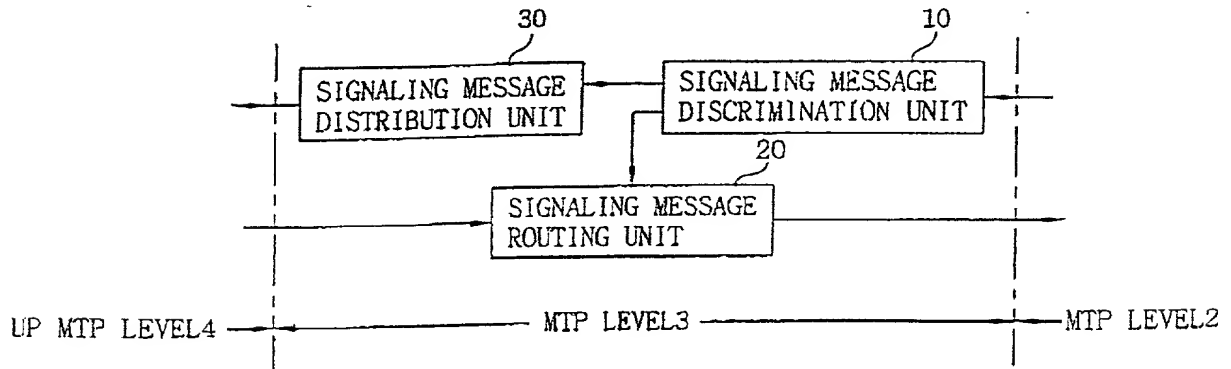 30
10
SIGNALING MESSAGE
DISTRIBUTION UNIT
SIGNALING MESSAGE
DISCRIMINATION UNIT
20
SIGNALING MESSAGE
ROUTING UNIT
UP MTP LEVEL4
MTP LEVEL3
MTP LEVEL2